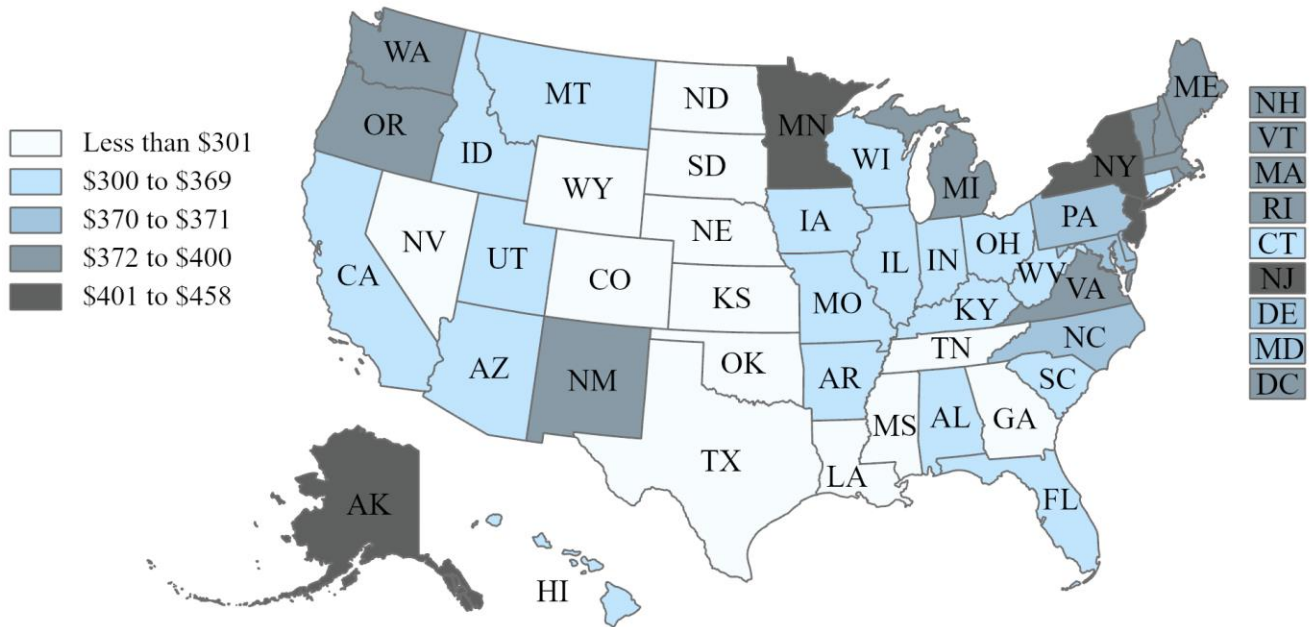 Less than $301
$300 to $369
$370 to $371
$372 to $400
$401 to $458
WA
OR
CA
NV
ID
MT
WY
UT
AZ
CO
NM
ND
SD
NE
KS
OK
TX
MN
IA
MO
AR
LA
WI
IL
MI
IN
OH
KY
TN
MS
AL
GA
FL
SC
NC
VA
WV
PA
NY
ME
AK
HI
NH
VT
MA
RI
CT
NJ
DE
MD
DC